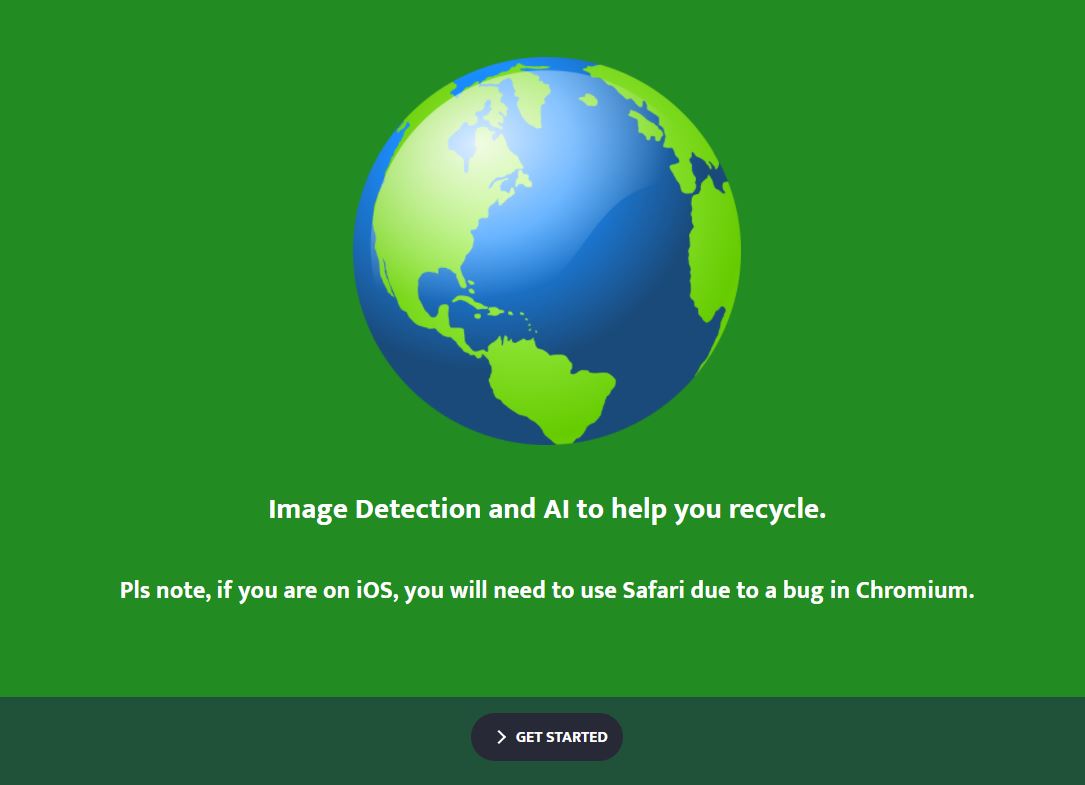 Image Detection and AI to help you recycle.
Pls note, if you are on iOS, you will need to use Safari due to a bug in Chromium.
GET STARTED